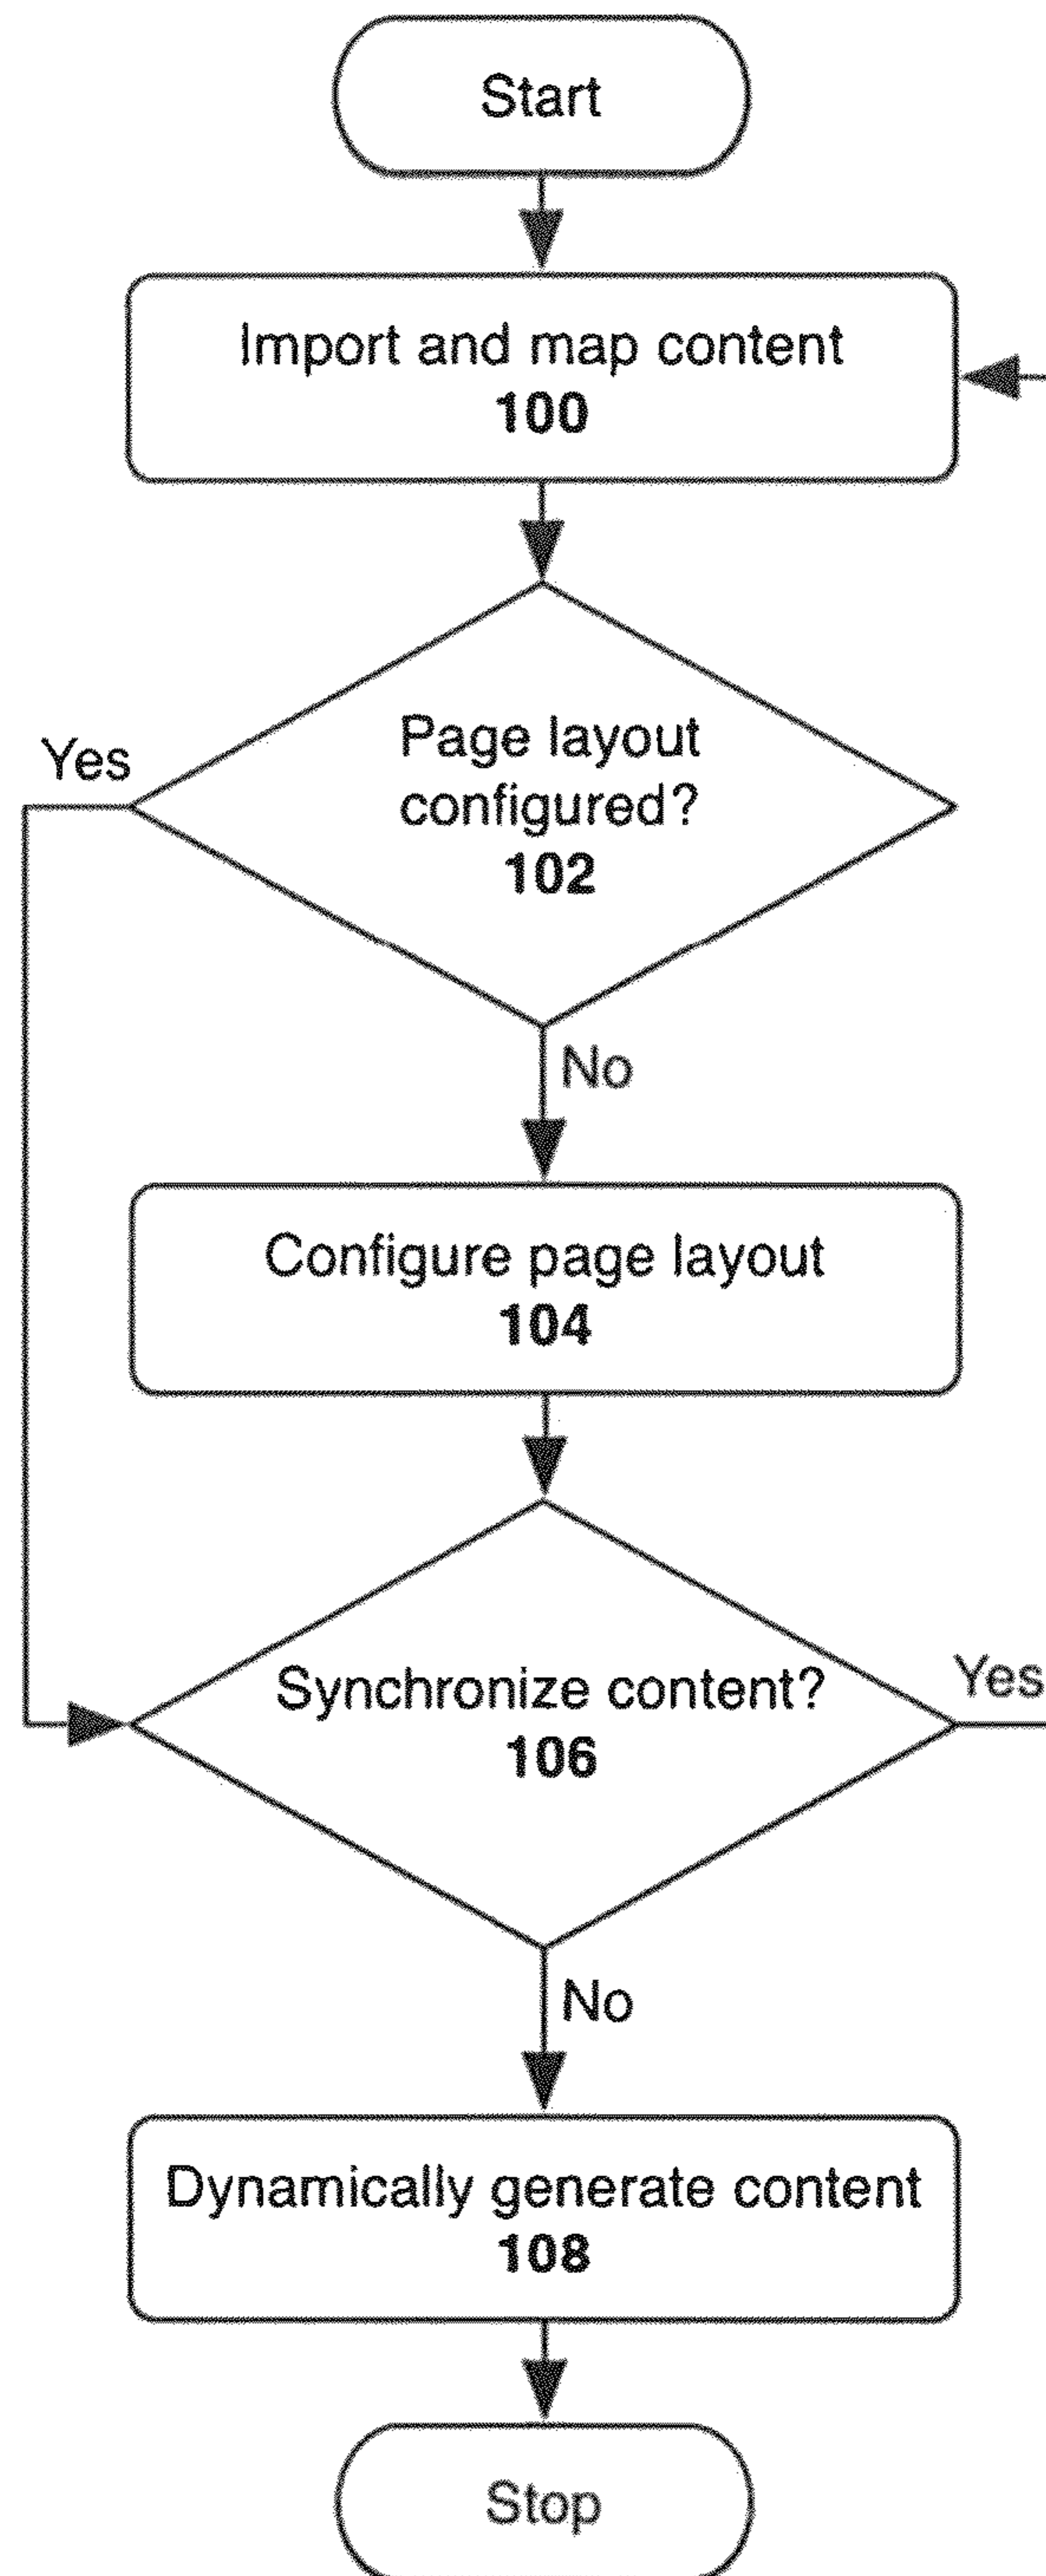 Start
Import and map content
100
Yes
Page layout
configured?
102
No
Configure page layout
104
Synchronize content?
106
Yes
No
Dynamically generate content
108
Stop